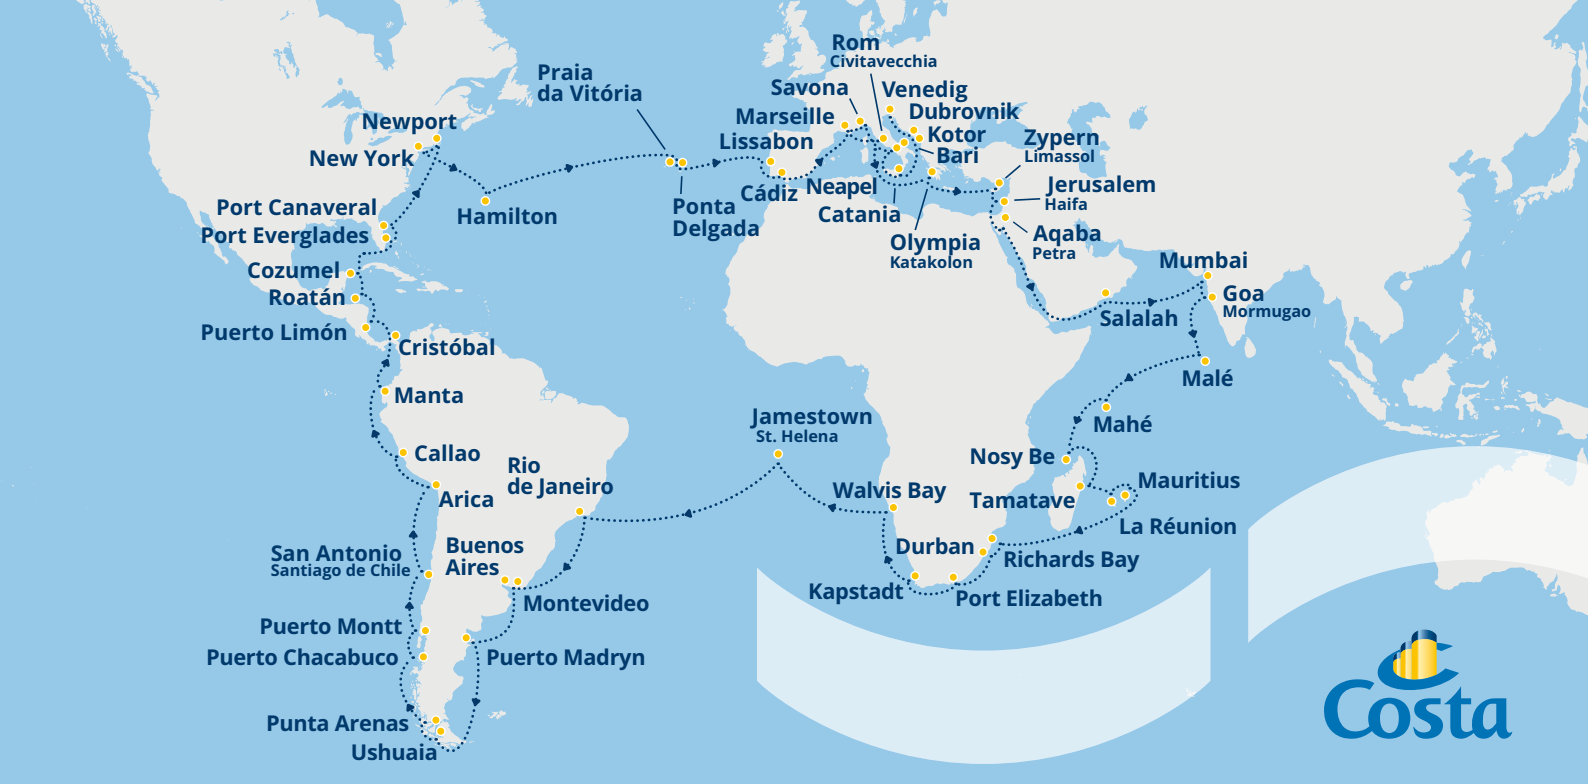 Rom
Civitavecchia
Praia
da Vitória
Savona
Venedig
Marseille
Dubrovnik
Newport
Lissabon
Kotor
Zypern
Limassol
New York
Bari
Cádiz
Neapel
Jerusalem
Haifa
Port Canaveral
Hamilton
Ponta
Delgada
Catania
Port Everglades
Olympia
Katakolon
Aqaba
Petra
Cozumel
Mumbai
Roatán
Goa
Mormugao
Puerto Limón
Salalah
Cristóbal
Malé
Manta
Jamestown
St. Helena
Mahé
Callao
Rio
de Janeiro
Nosy Be
Arica
Walvis Bay
Tamatave
Mauritius
La Réunion
San Antonio
Santiago de Chile
Buenos
Aires
Durban
Richards Bay
Kapstadt
Port Elizabeth
Montevideo
Puerto Montt
Puerto Chacabuco
Puerto Madryn
Punta Arenas
Ushuaia
Costa